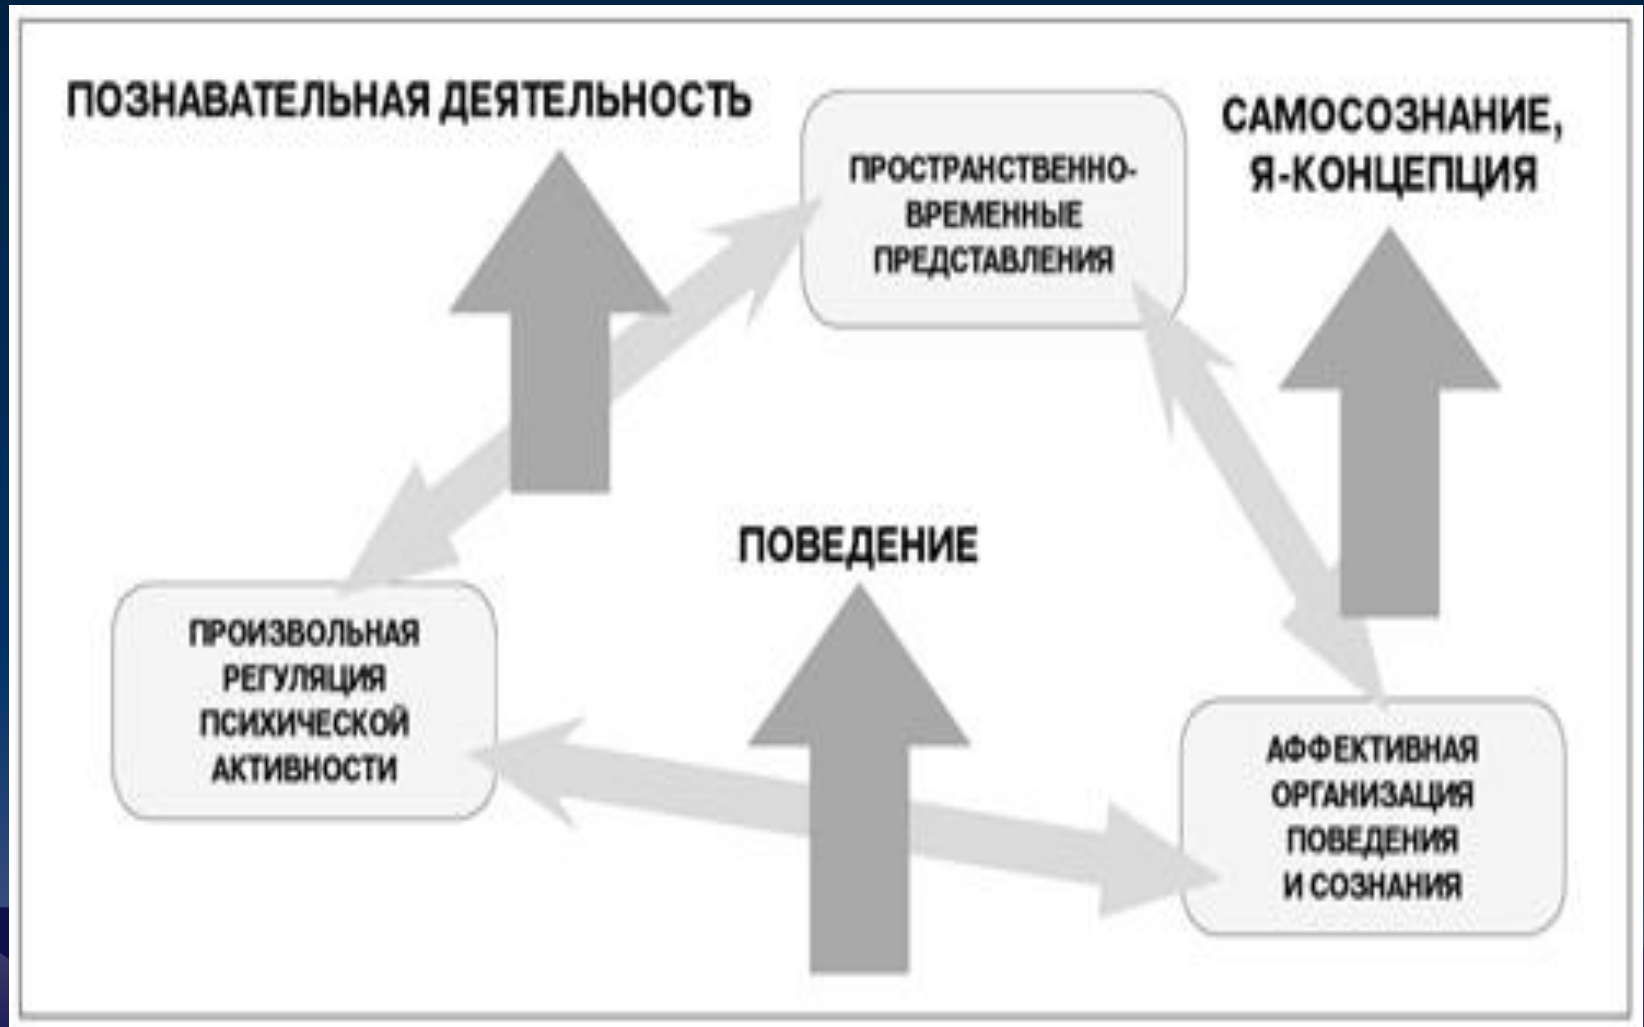 ПОЗНАВАТЕЛЬНАЯ ДЕЯТЕЛЬНОСТЬ
ПРОСТРАНСТВЕННО-
ВРЕМЕННЫЕ
ПРЕДСТАВЛЕНИЯ
САМОСОЗНАНИЕ,
Я-КОНЦЕПЦИЯ
ПОВЕДЕНИЕ
ПРОИЗВОЛЬНАЯ
РЕГУЛЯЦИЯ
ПСИХИЧЕСКОЙ
АКТИВНОСТИ
АФФЕКТИВНАЯ
ОРГАНИЗАЦИЯ
ПОВЕДЕНИЯ
И СОЗНАНИЯ